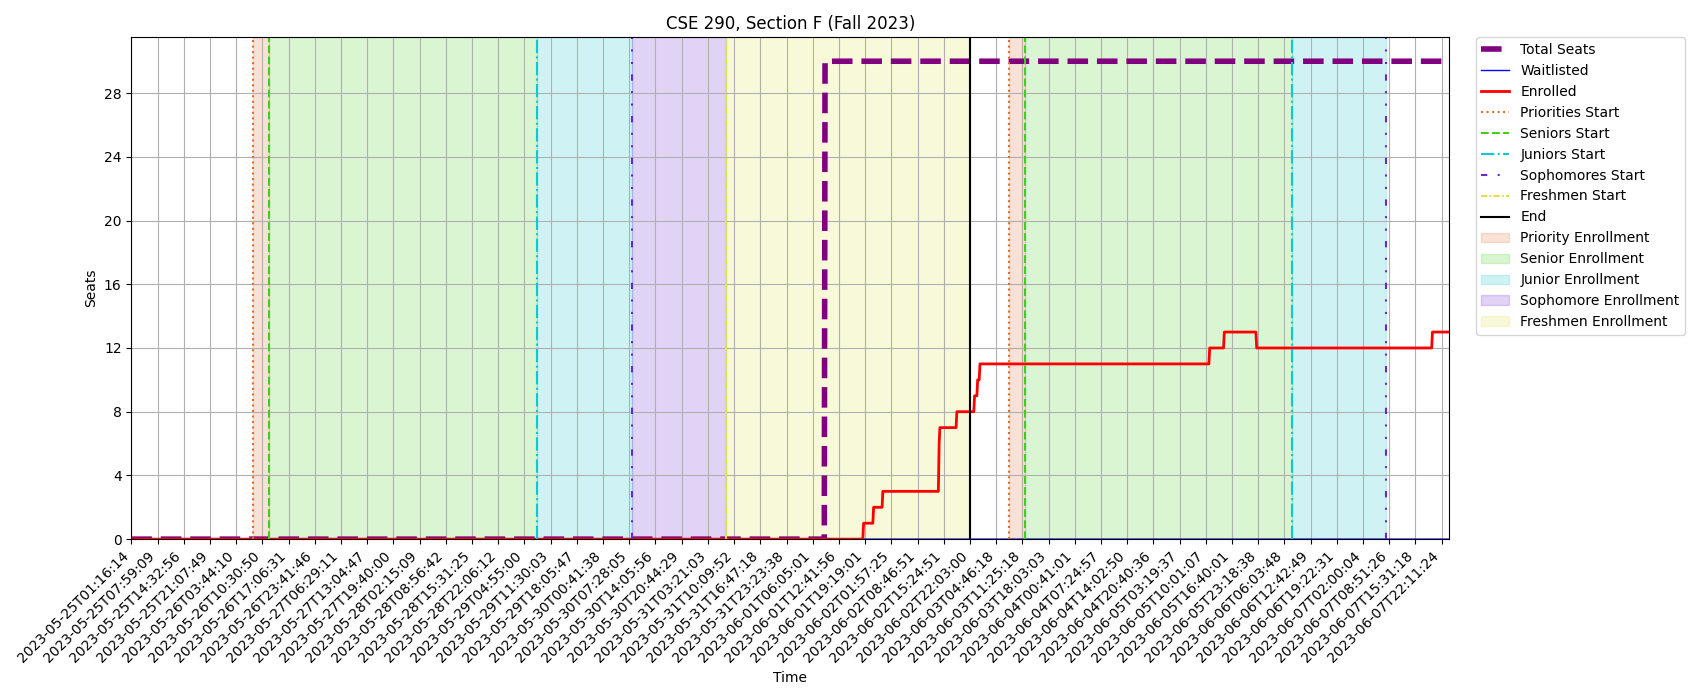 CSE 290, Section F (Fall 2023)
Seats
28
24
20
16
12
8
4
0
2023-05-25T01:16:14
2023-05-25T07:59:09
2023-05-25T14:32:56
2023-05-25T21:07:49
2023-05-26T03:44:10
2023-05-26T10:30:50
2023-05-26T17:06:31
2023-05-26T23:41:46
2023-05-27T06:29:11
2023-05-27T13:04:47
2023-05-27T19:40:00
2023-05-28T02:15:09
2023-05-28T08:56:42
2023-05-28T15:31:25
2023-05-28T22:06:12
2023-05-29T04:55:00
2023-05-29T11:30:03
2023-05-29T18:05:47
2023-05-30T00:41:38
2023-05-30T07:28:05
2023-05-30T14:05:56
2023-05-30T20:44:29
2023-05-31T03:21:03
2023-05-31T10:09:52
2023-05-31T16:47:18
2023-05-31T23:23:38
2023-06-01T06:05:01
2023-06-01T12:41:56
2023-06-01T19:19:01
2023-06-02T01:57:25
2023-06-02T08:46:51
2023-06-02T15:24:51
2023-06-02T22:03:00
2023-06-03T04:46:18
2023-06-03T11:25:18
2023-06-03T18:03:03
2023-06-04T00:41:01
2023-06-04T07:24:57
2023-06-04T14:02:50
2023-06-04T20:40:36
2023-06-05T03:19:37
2023-06-05T10:01:07
2023-06-05T16:40:01
2023-06-05T23:18:38
2023-06-06T06:03:48
2023-06-06T12:42:49
2023-06-06T19:22:31
2023-06-07T02:00:04
2023-06-07T08:51:26
2023-06-07T15:31:18
2023-06-07T22:11:24
Time
Total Seats
Waitlisted
Enrolled
Priorities Start
Seniors Start
Juniors Start
Sophomores Start
Freshmen Start
End
Priority Enrollment
Senior Enrollment
Junior Enrollment
Sophomore Enrollment
Freshmen Enrollment